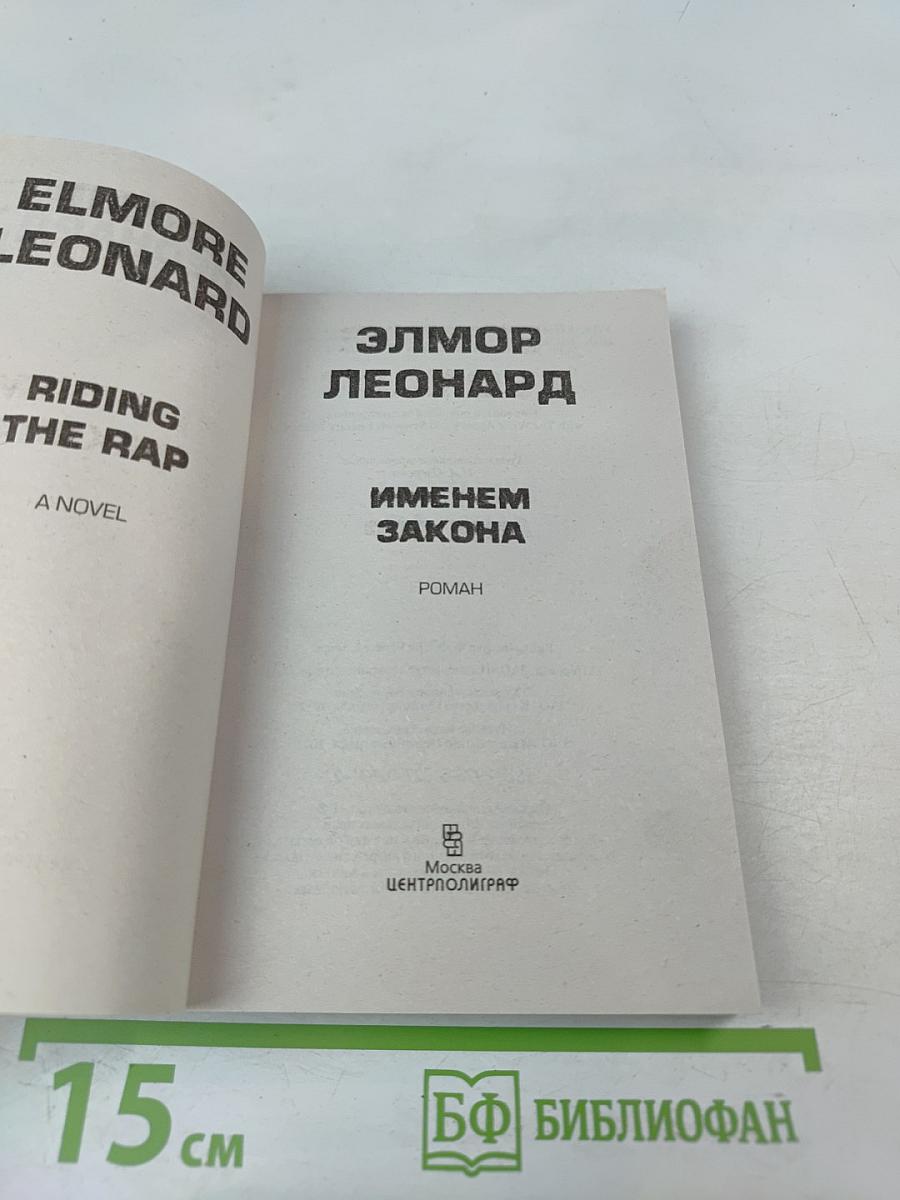 ELMORE
LEONARD
RIDING
THE RAP
A NOVEL
ЭЛМОР
ЛЕОНАРД
ИМЕНЕМ
ЗАКОНА
РОМАН
Москва
ЦЕНТРПОЛИГРАФ
15 см
БФ БИБЛИОФАН